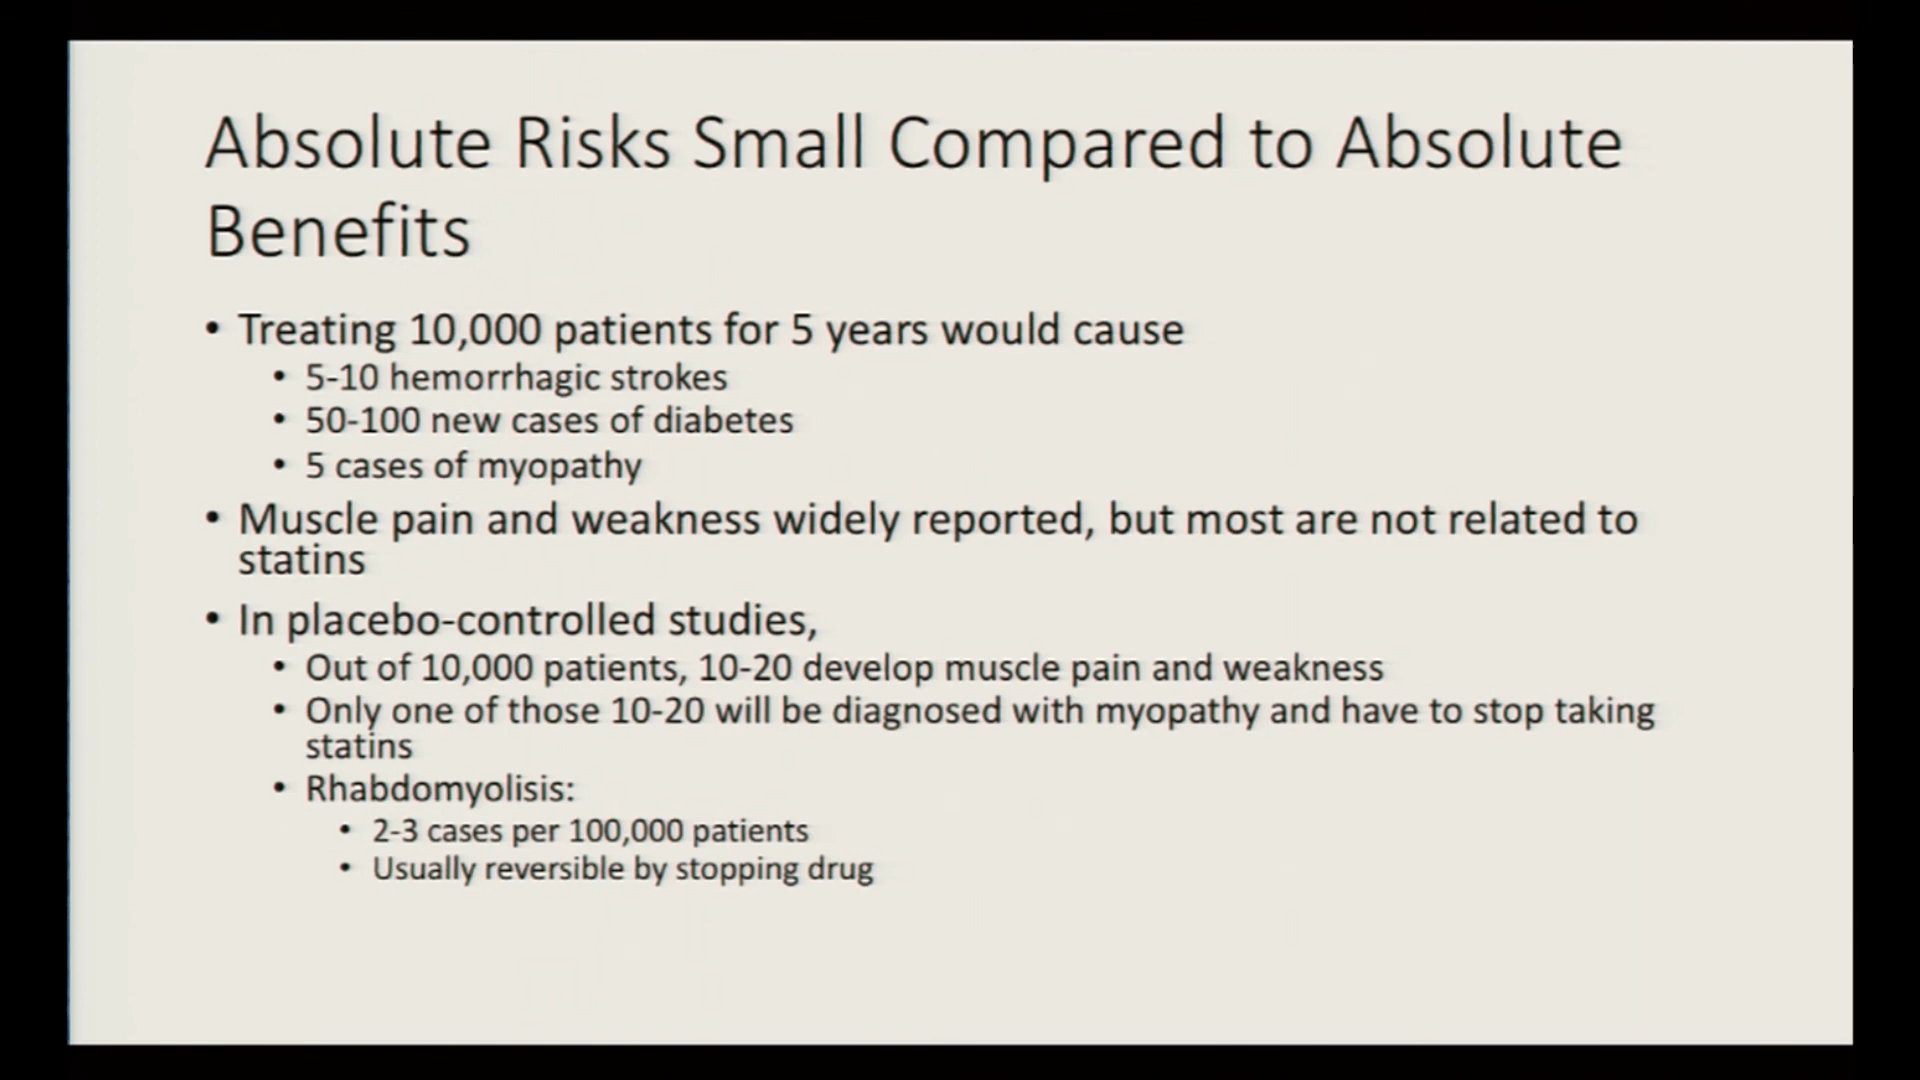 Absolute Risks Small Compared to Absolute
Benefits
• Treating 10,000 patients for 5 years would cause
• 5-10 hemorrhagic strokes
• 50-100 new cases of diabetes
• 5 cases of myopathy
• Muscle pain and weakness widely reported, but most are not related to
statins
• In placebo-controlled studies,
• Out of 10,000 patients, 10-20 develop muscle pain and weakness
• Only one of those 10-20 will be diagnosed with myopathy and have to stop taking
statins
• Rhabdomyolisis:
• 2-3 cases per 100,000 patients
• Usually reversible by stopping drug